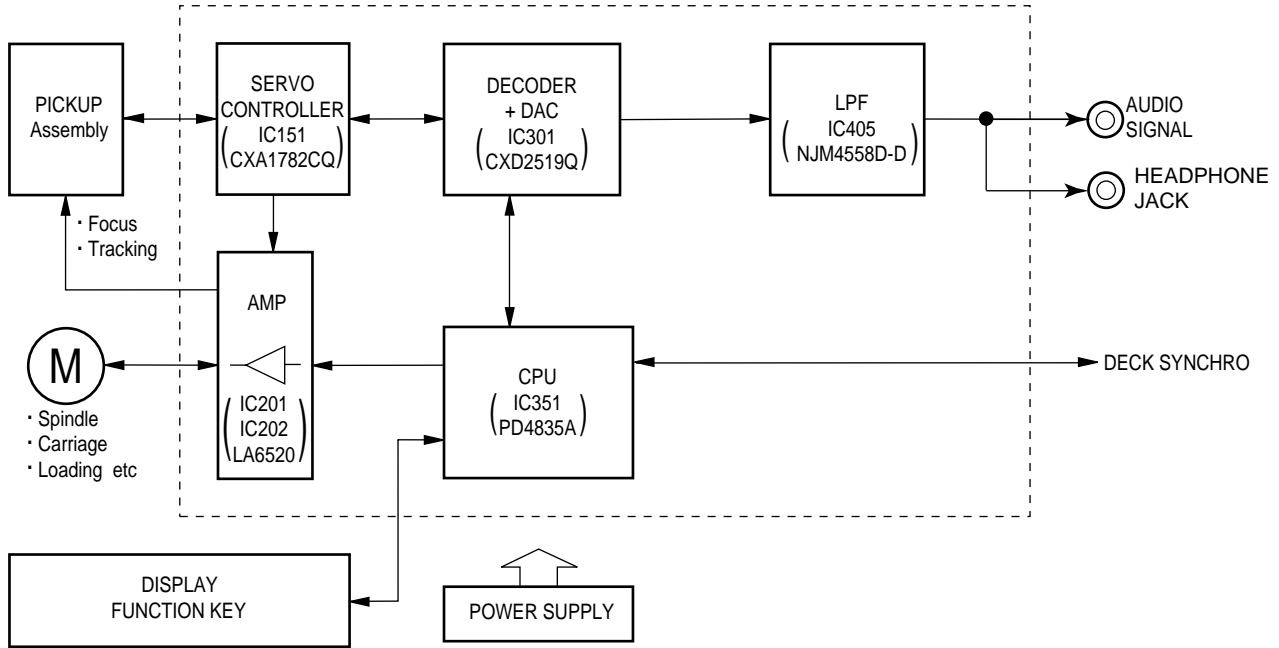 PICKUP
Assembly
SERVO
CONTROLLER
IC151
CXA1782CQ
DECODER
+ DAC
IC301
CXD2519Q
LPF
IC405
NJM4558D-D
AUDIO
SIGNAL
HEADPHONE
JACK
· Focus
· Tracking
AMP
IC201
IC202
LA6520
M
· Spindle
· Carriage
· Loading etc
CPU
IC351
PD4835A
DECK SYNCHRO
DISPLAY
FUNCTION KEY
POWER SUPPLY